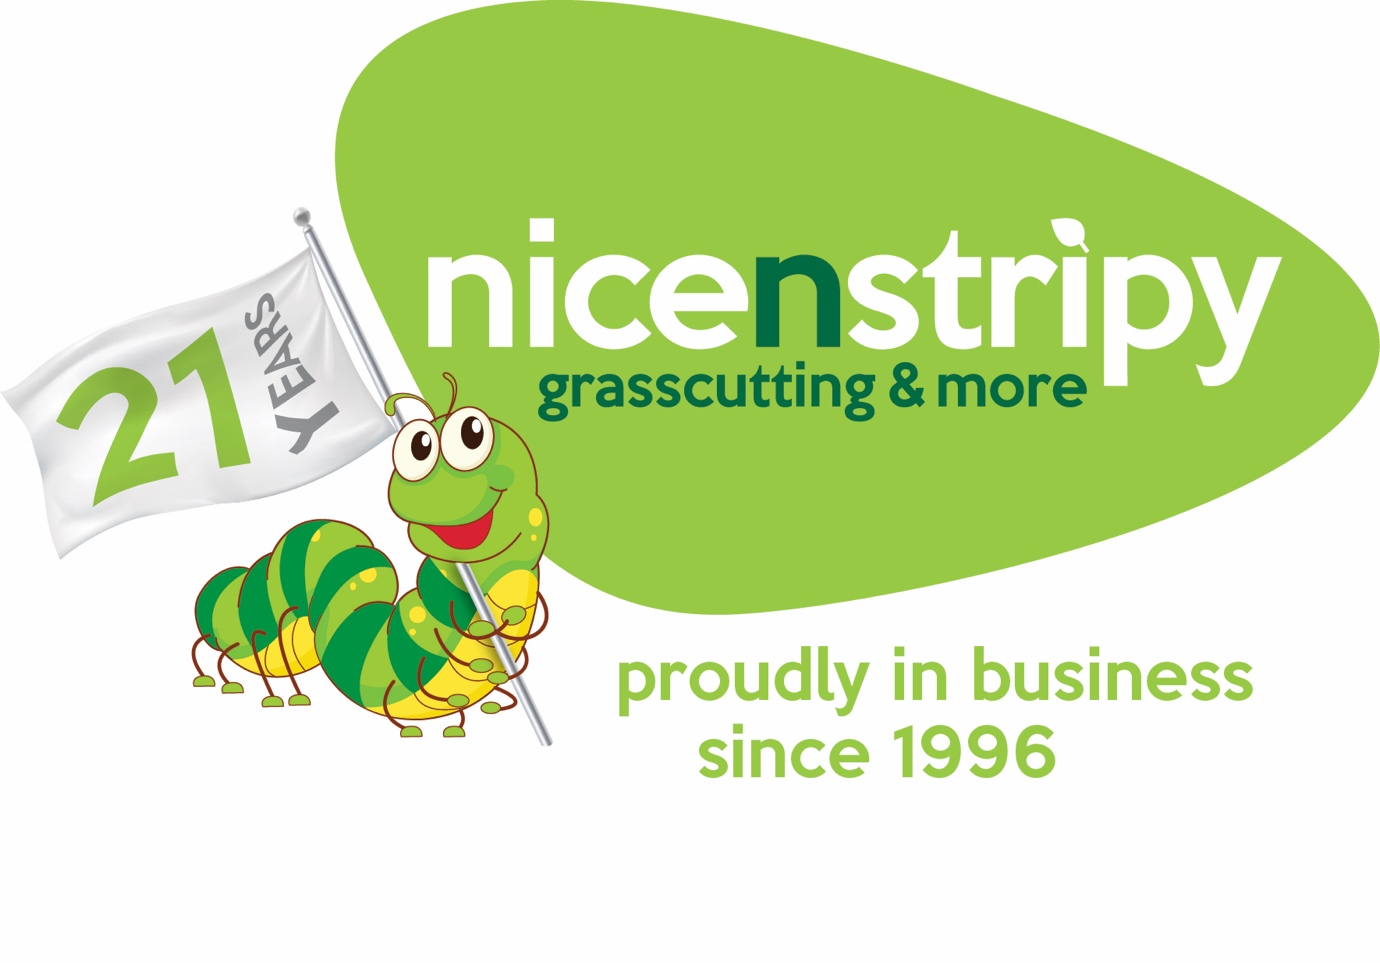 nicenstripy
grasscutting & more
21
YEARS
proudly in business
since 1996